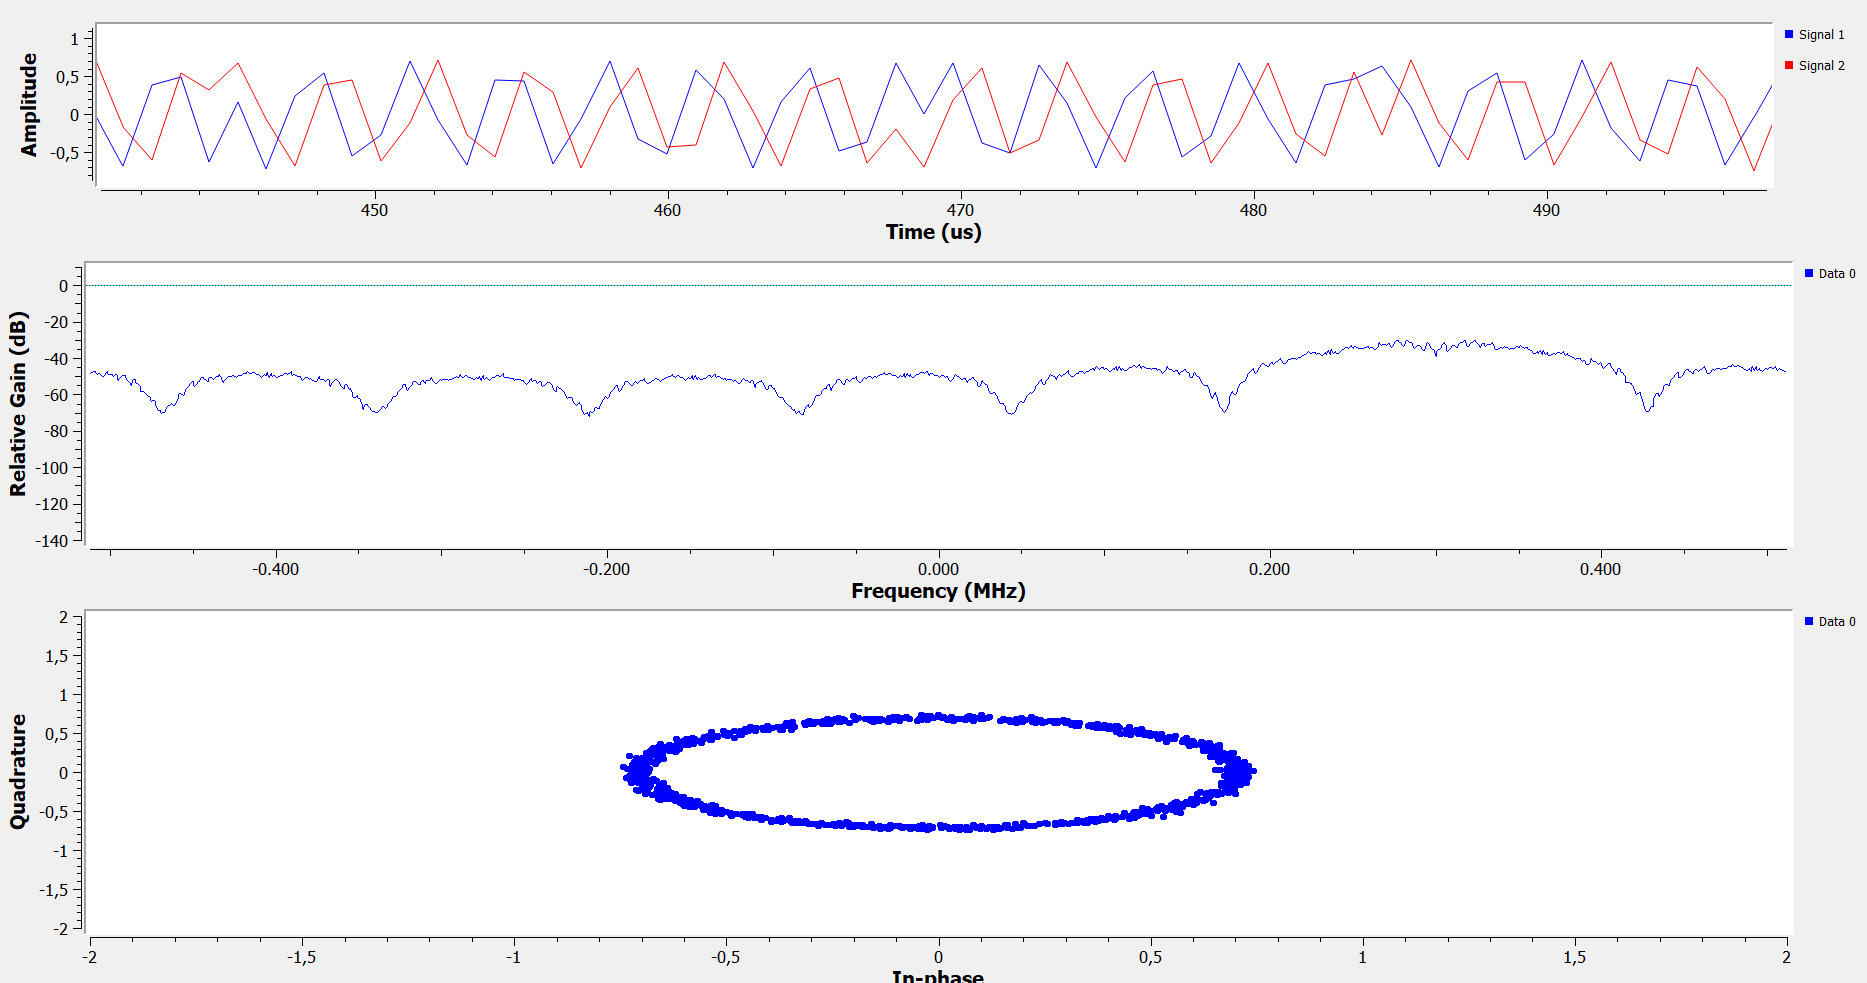 Amplitude
1
0,5
0
-0,5
450 460 470 480 490
Time (us)
Signal 1
Signal 2
Relative Gain (dB)
0
-20
-40
-60
-80
-100
-120
-140
-0.400 -0.200 0.000 0.200 0.400
Frequency (MHz)
Data 0
Quadrature
2
1,5
1
0,5
0
-0,5
-1
-1,5
-2
-2 -1,5 -1 -0,5 0 0,5 1 1,5 2
In-phase
Data 0